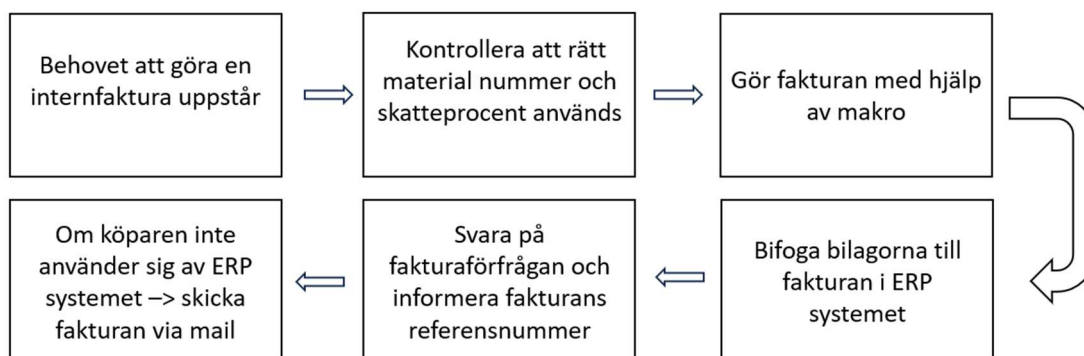 Behovet att göra en
internfaktura uppstår
Kontrollera att rätt
material nummer och
skatteprocent används
Gör fakturan med hjälp
av makro
Bifoga bilagorna till
fakturan i ERP
systemet
Svara på
fakturaförfrågan och
informera fakturans
referensnummer
Om köparen inte
använder sig av ERP
systemet –> skicka
fakturan via mail